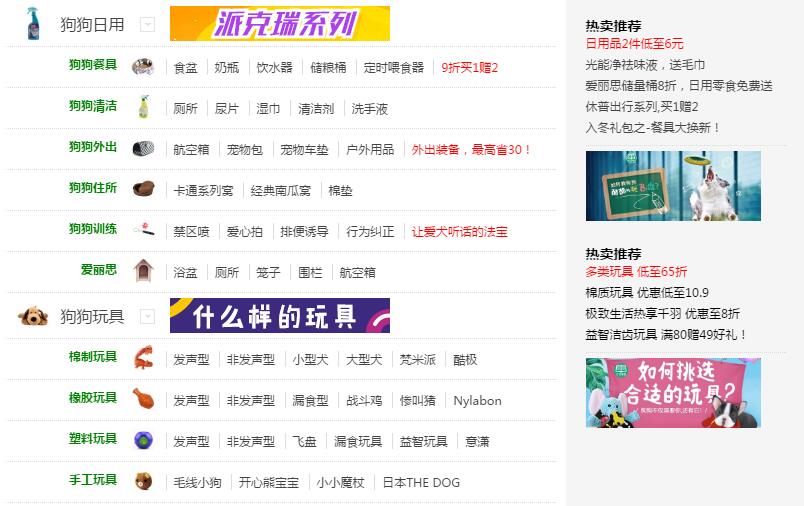 狗狗日用
派克瑞系列
狗狗餐具 食盆 奶瓶 饮水器 储粮桶 定时喂食器 9折买1赠2
狗狗清洁 厕所 尿片 湿巾 清洁剂 洗手液
狗狗外出 航空箱 宠物包 宠物车垫 户外用品 外出装备，最高省30！
狗狗住所 卡通系列窝 经典南瓜窝 棉垫
狗狗训练 禁区喷 爱心拍 排便诱导 行为纠正 让爱犬听话的法宝
爱丽思 浴盆 厕所 笼子 围栏 航空箱
狗狗玩具
什么样的玩具
棉制玩具 发声型 非发声型 小型犬 大型犬 梵米派 酷极
橡胶玩具 发声型 非发声型 漏食型 战斗鸡 惨叫猪 Nylabon
塑料玩具 发声型 非发声型 飞盘 漏食玩具 益智玩具 意潇
手工玩具 毛线小狗 开心熊宝宝 小小魔杖 日本THE DOG
热卖推荐
日用品2件低至6元
光能净祛味液，送毛巾
爱丽思储量桶8折，日用零食免费送
休普出行系列,买1赠2
入冬礼包之-餐具大换新！
热卖推荐
多类玩具 低至65折
棉质玩具 优惠低至10.9
极致生活热享千羽 优惠至8折
益智洁齿玩具 满80赠49好礼！
如何挑选
合适的玩具?